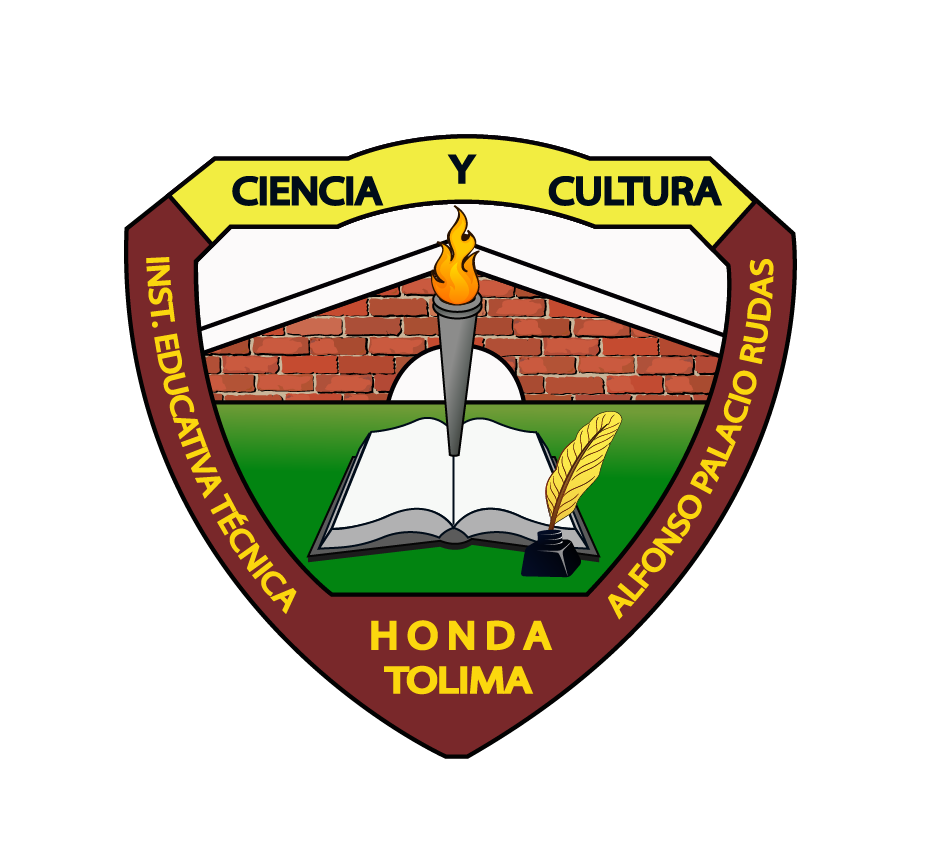 CIENCIA Y CULTURA
INST. EDUCATIVA TÉCNICA
ALFONSO PALACIO RUDAS
HONDA
TOLIMA